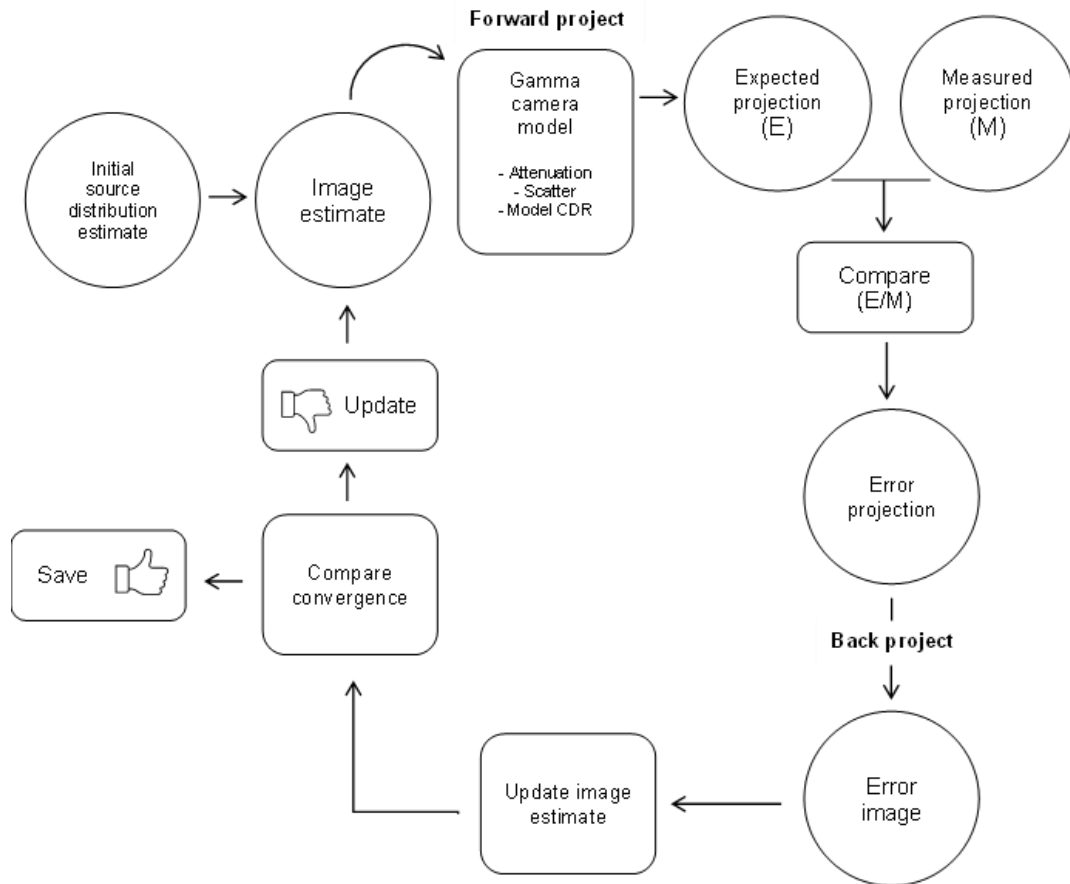 Forward project
Initial
source
distribution
estimate
Image
estimate
Gamma
camera
model
- Attenuation
- Scatter
- Model CDR
Expected
projection
(E)
Measured
projection
(M)
Compare
(E/M)
Error
projection
Back project
Error
image
Update image
estimate
Compare
convergence
Save
Update